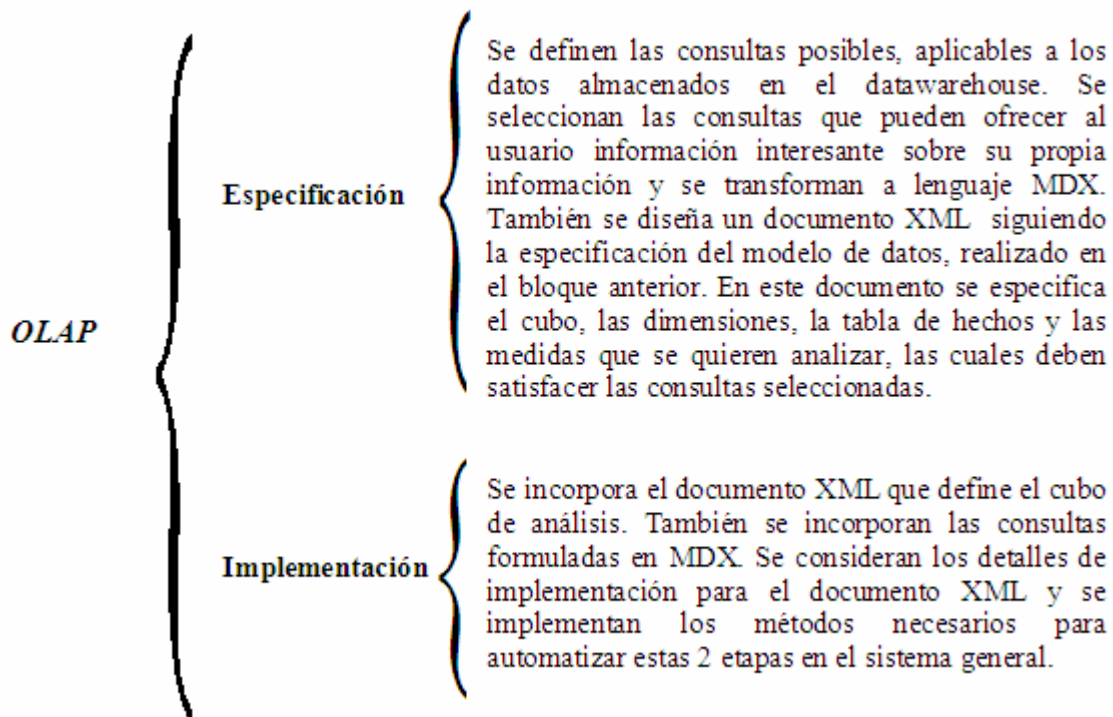 Se definen las consultas posibles, aplicables a los
datos almacenados en el datawarehouse. Se
seleccionan las consultas que pueden ofrecer al
usuario información interesante sobre su propia
Especificación
información y se transforman a lenguaje MDX.
También se diseña un documento XML siguiendo
la especificación del modelo de datos, realizado en
el bloque anterior. En este documento se especifica
OLAP
el cubo, las dimensiones, la tabla de hechos y las
medidas que se quieren analizar, las cuales deben
satisfacer las consultas seleccionadas.
Se incorpora el documento XML que define el cubo
de análisis. También se incorporan las consultas
Implementación
formuladas en MDX. Se consideran los detalles de
implementación para el documento XML y se
implementan los métodos necesarios para
automatizar estas 2 etapas en el sistema general.